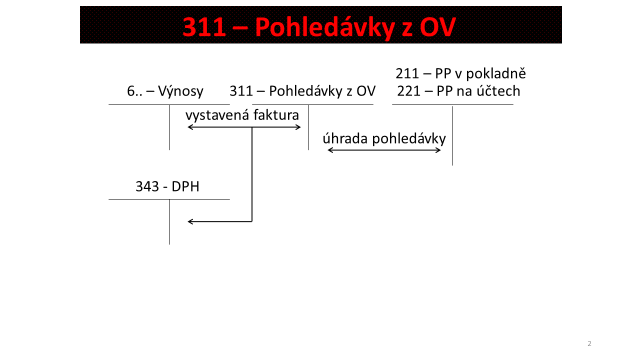 311 – Pohledávky z OV
211 – PP v pokladně
6.. – Výnosy
311 – Pohledávky z OV
221 – PP na účtech
vystavená faktura
úhrada pohledávky
343 - DPH
2